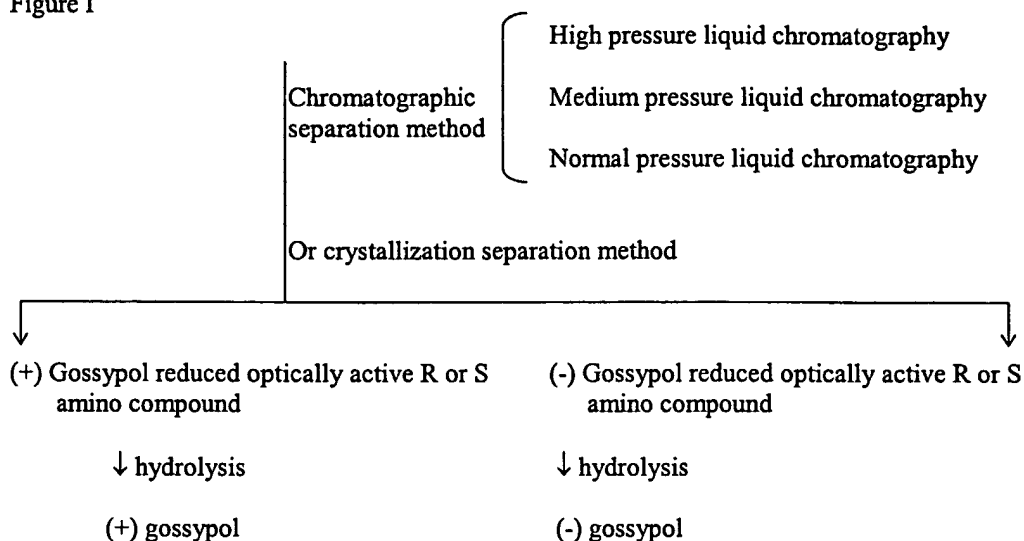 Figure 1
High pressure liquid chromatography
Chromatographic
separation method
Medium pressure liquid chromatography
Normal pressure liquid chromatography
Or crystallization separation method
(+) Gossypol reduced optically active R or S
amino compound
(-) Gossypol reduced optically active R or S
amino compound
↓ hydrolysis
↓ hydrolysis
(+) gossypol
(-) gossypol